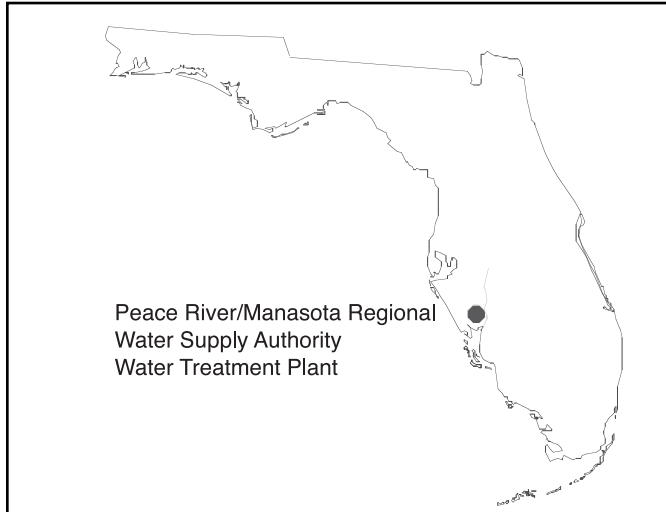 Peace River/Manasota Regional
Water Supply Authority
Water Treatment Plant